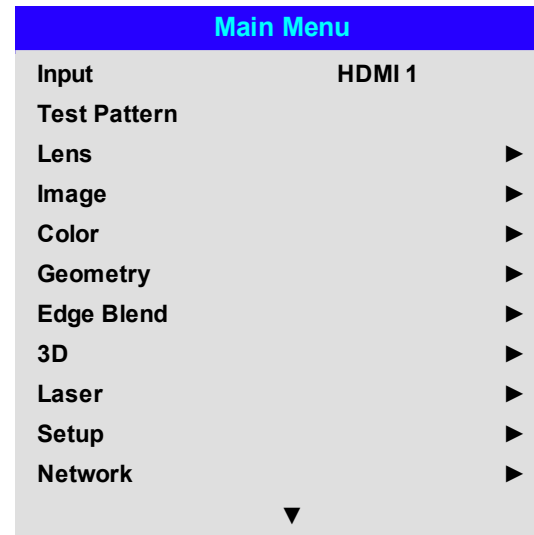 Main Menu
Input HDMI 1
Test Pattern
Lens ►
Image ►
Color ►
Geometry ►
Edge Blend ►
3D ►
Laser ►
Setup ►
Network ►
▼